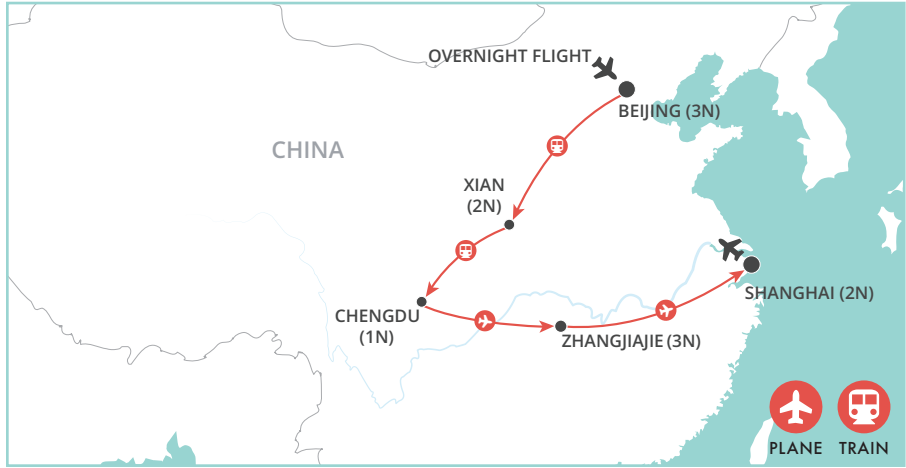 OVERNIGHT FLIGHT
BEIJING (3N)
CHINA
XIAN
(2N)
SHANGHAI (2N)
CHENGDU
(1N)
ZHANGJIAJIE (3N)
PLANE
TRAIN